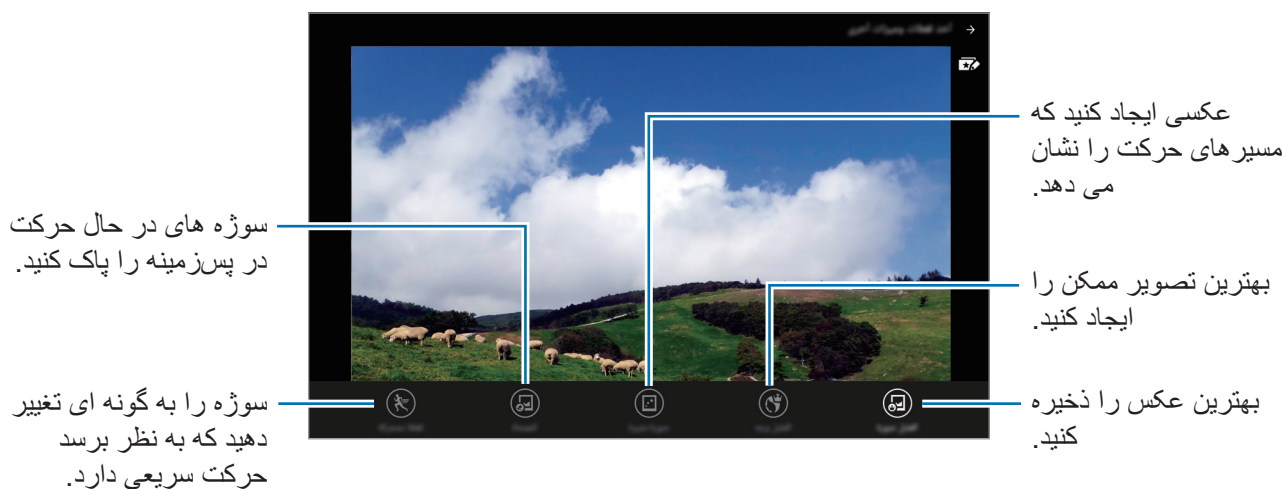 عکسی ایجاد کنید که
مسیرهای حرکت را نشان
می دهد.
سوژه های در حال حرکت
در پس‌زمینه را پاک کنید.
بهترین تصویر ممکن را
ایجاد کنید.
سوژه را به گونه ای تغییر
دهید که به نظر برسد
حرکت سریعی دارد.
بهترین عکس را ذخیره
کنید.